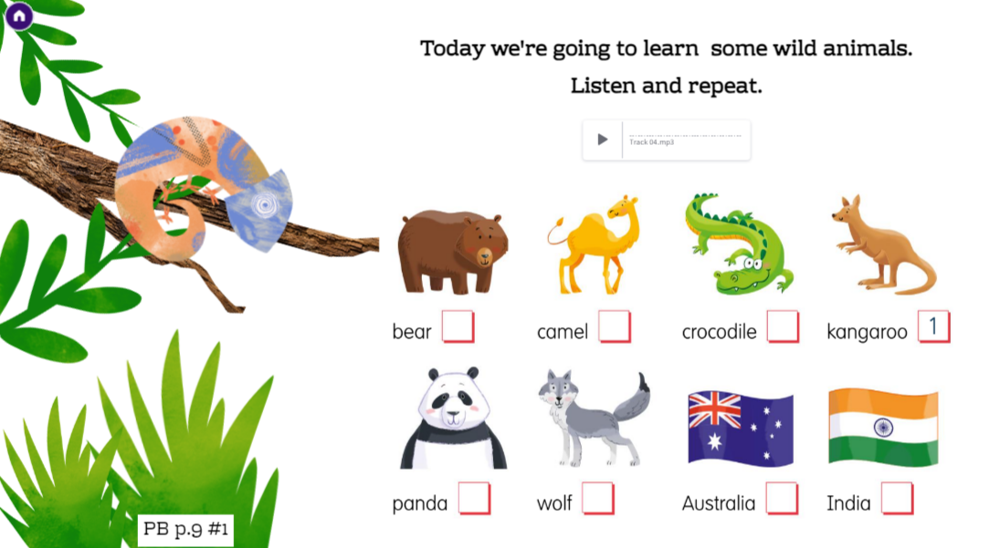 Today we're going to learn some wild animals.
Listen and repeat.
Track 04.mp3
bear
camel
crocodile
kangaroo 1
panda
wolf
Australia
India
PB p.9 #1